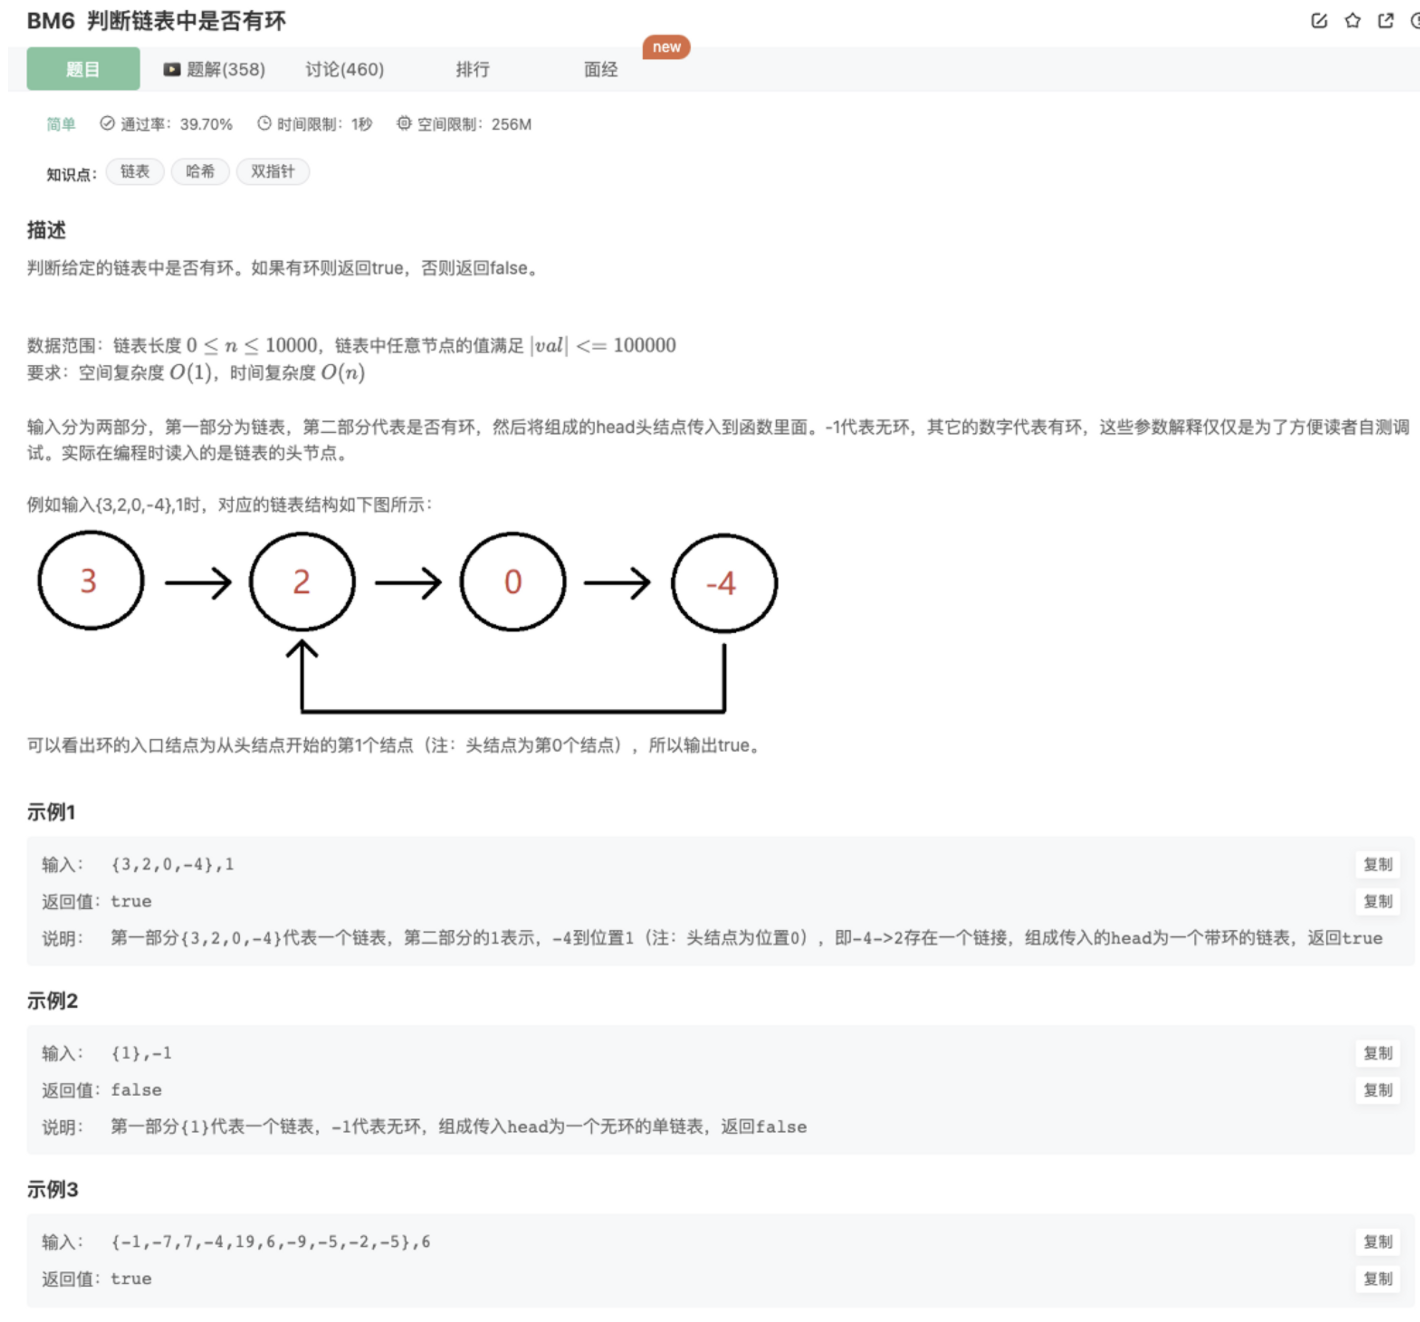 BM6 判断链表中是否有环
new
题目 题解(358) 讨论(460) 排行 面经
简单 通过率：39.70% 时间限制：1秒 空间限制：256M
知识点： 链表 哈希 双指针
描述
判断给定的链表中是否有环。如果有环则返回true，否则返回false。
数据范围：链表长度 0 ≤ n ≤ 10000，链表中任意节点的值满足 |val| <= 100000
要求：空间复杂度 O(1)，时间复杂度 O(n)
输入分为两部分，第一部分为链表，第二部分代表是否有环，然后将组成的head头结点传入到函数里面。-1代表无环，其它的数字代表有环，这些参数解释仅仅是为了方便读者自测调
试。实际在编程时读入的是链表的头节点。
例如输入{3,2,0,-4},1时，对应的链表结构如下图所示：
3 2 0 -4
可以看出环的入口结点为从头结点开始的第1个结点（注：头结点为第0个结点），所以输出true。
示例1
输入： {3,2,0,-4},1 复制
返回值：true 复制
说明： 第一部分{3,2,0,-4}代表一个链表，第二部分的1表示，-4到位置1（注：头结点为位置0），即-4->2存在一个链接，组成传入的head为一个带环的链表，返回true
示例2
输入： {1},-1 复制
返回值：false 复制
说明： 第一部分{1}代表一个链表，-1代表无环，组成传入head为一个无环的单链表，返回false
示例3
输入： {-1,-7,7,-4,19,6,-9,-5,-2,-5},6 复制
返回值：true 复制